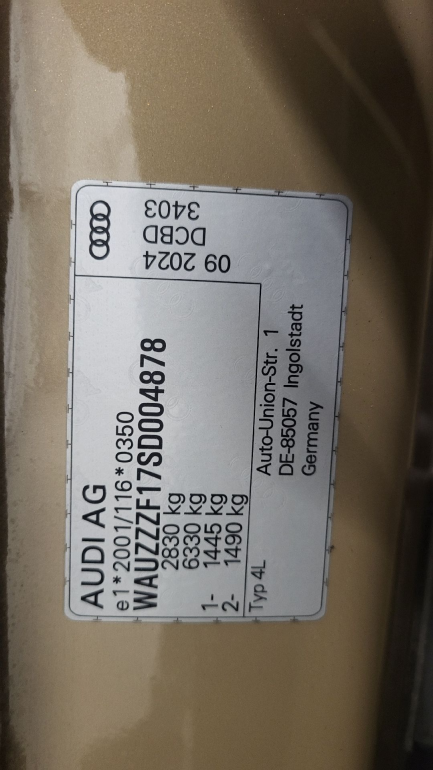 AUDI AG
e1*2001/116*0350
WAUZZZF17SD004878
2830 kg
6330 kg
1- 1445 kg
2- 1490 kg
Typ 4L
Auto-Union-Str. 1
DE-85057 Ingolstadt
Germany
09 2024
DCBD
3403